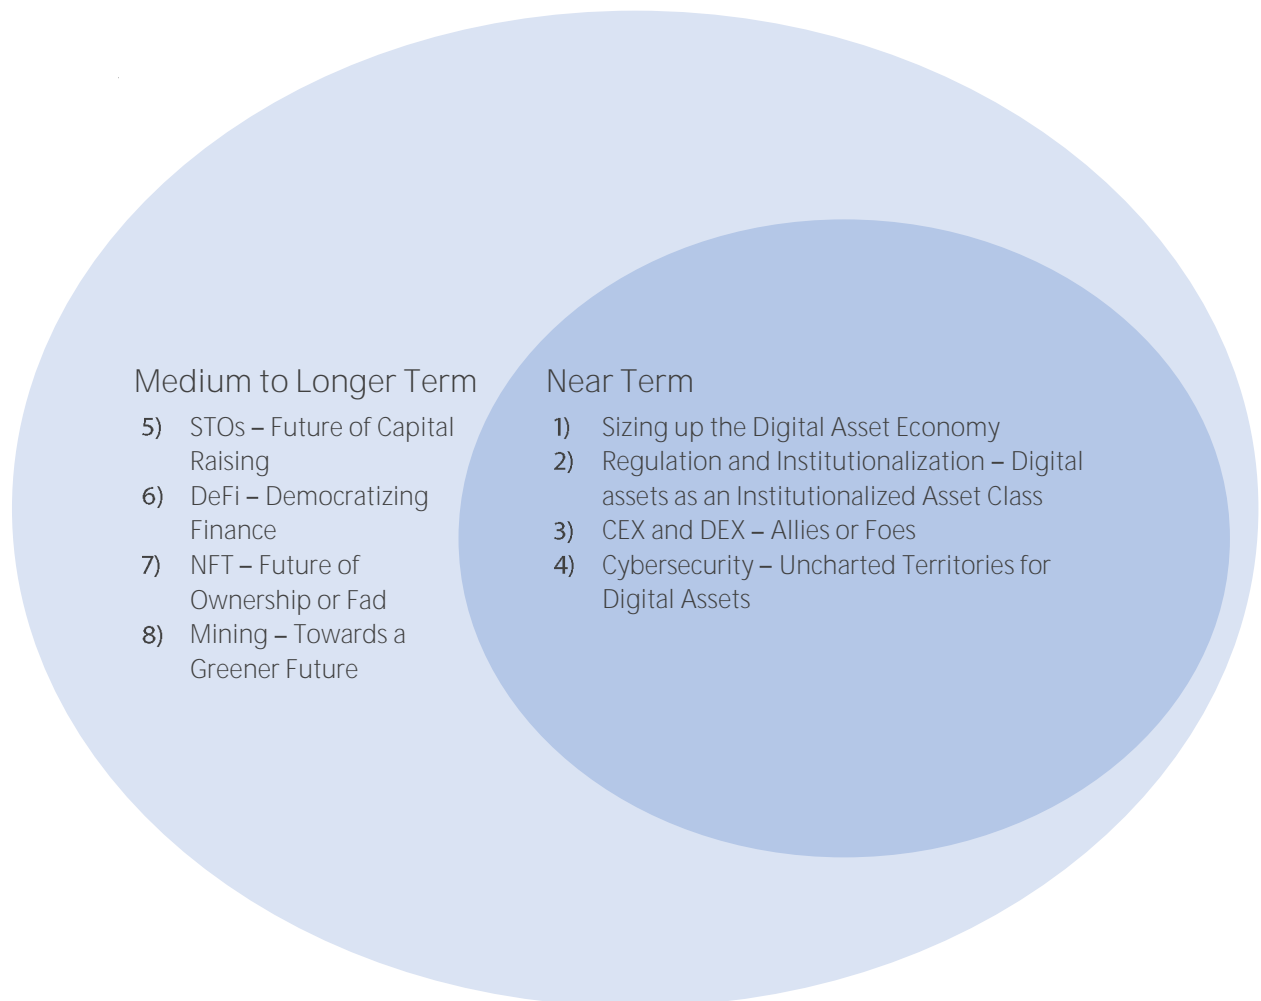 Medium to Longer Term
5) STOs – Future of Capital
Raising
6) DeFi – Democratizing
Finance
7) NFT – Future of
Ownership or Fad
8) Mining – Towards a
Greener Future
Near Term
1) Sizing up the Digital Asset Economy
2) Regulation and Institutionalization – Digital
assets as an Institutionalized Asset Class
3) CEX and DEX – Allies or Foes
4) Cybersecurity – Uncharted Territories for
Digital Assets